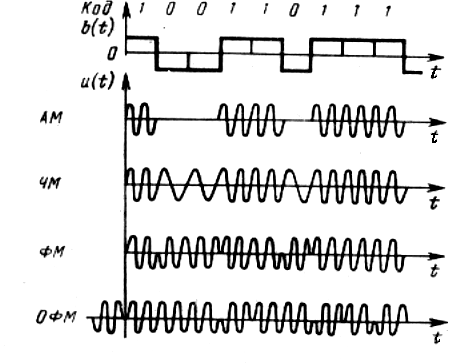 Код 1 0 0 1 1 0 1 1 1
b(t)
0
t
u(t)
АМ
t
ЧМ
t
ФМ
t
ОФМ
t